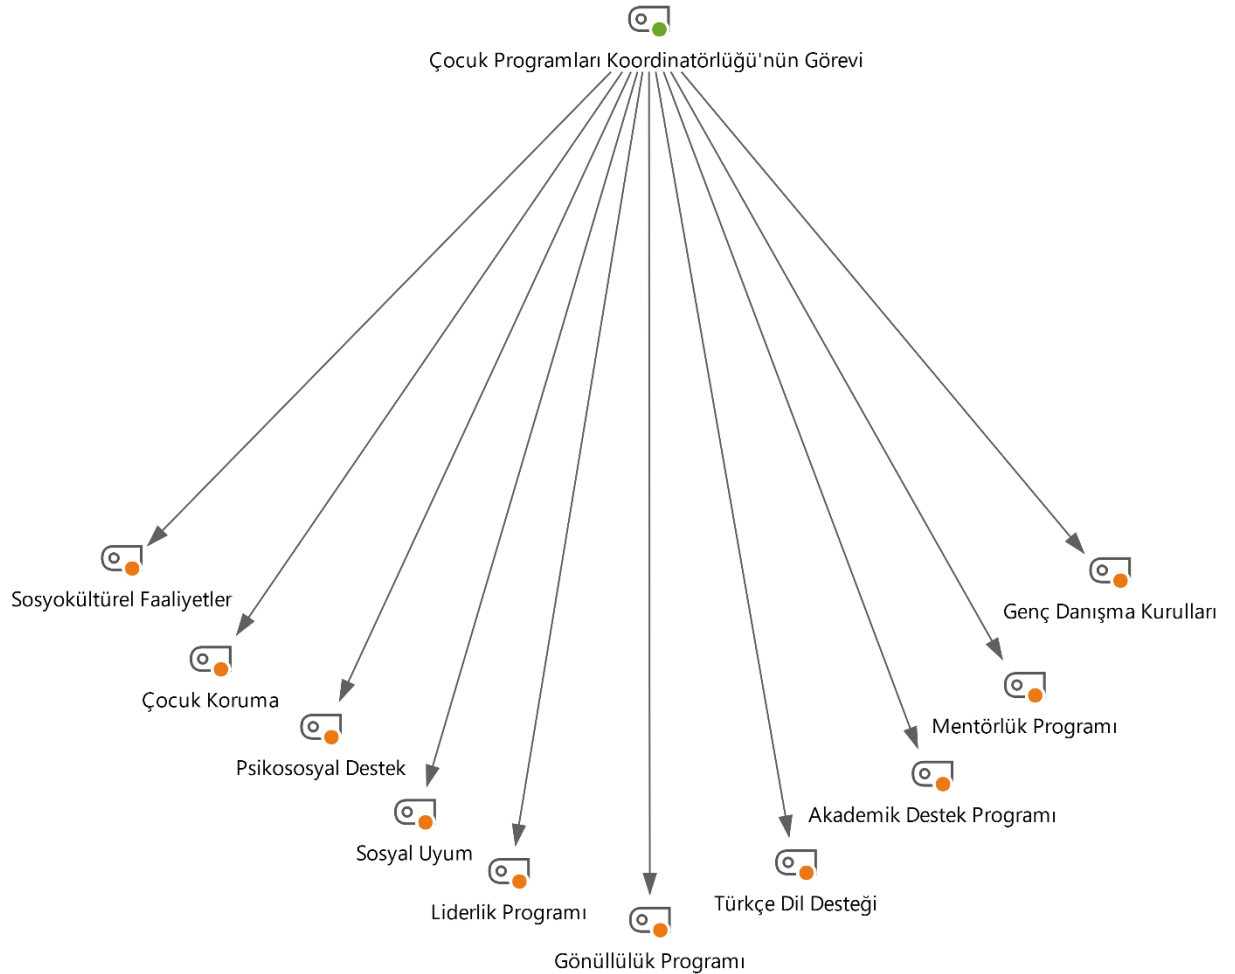 Çocuk Programları Koordinatörlüğü'nün Görevi
Sosyokültürel Faaliyetler
Genç Danışma Kurulları
Çocuk Koruma
Mentörlük Programı
Psikososyal Destek
Akademik Destek Programı
Sosyal Uyum
Türkçe Dil Desteği
Liderlik Programı
Gönüllülük Programı